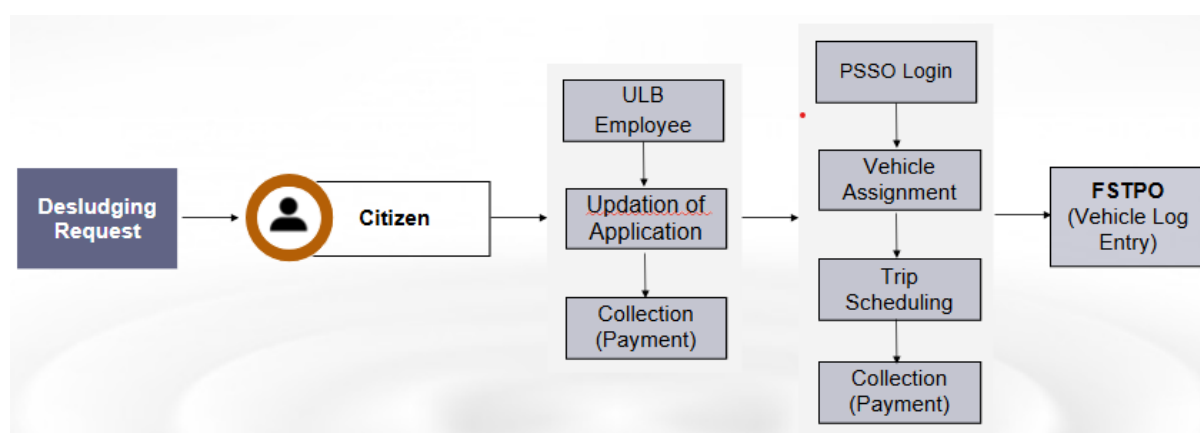 Desludging
Request
Citizen
ULB
Employee
Updation of
Application
Collection
(Payment)
PSSO Login
Vehicle
Assignment
Trip
Scheduling
Collection
(Payment)
FSTPO
(Vehicle Log
Entry)